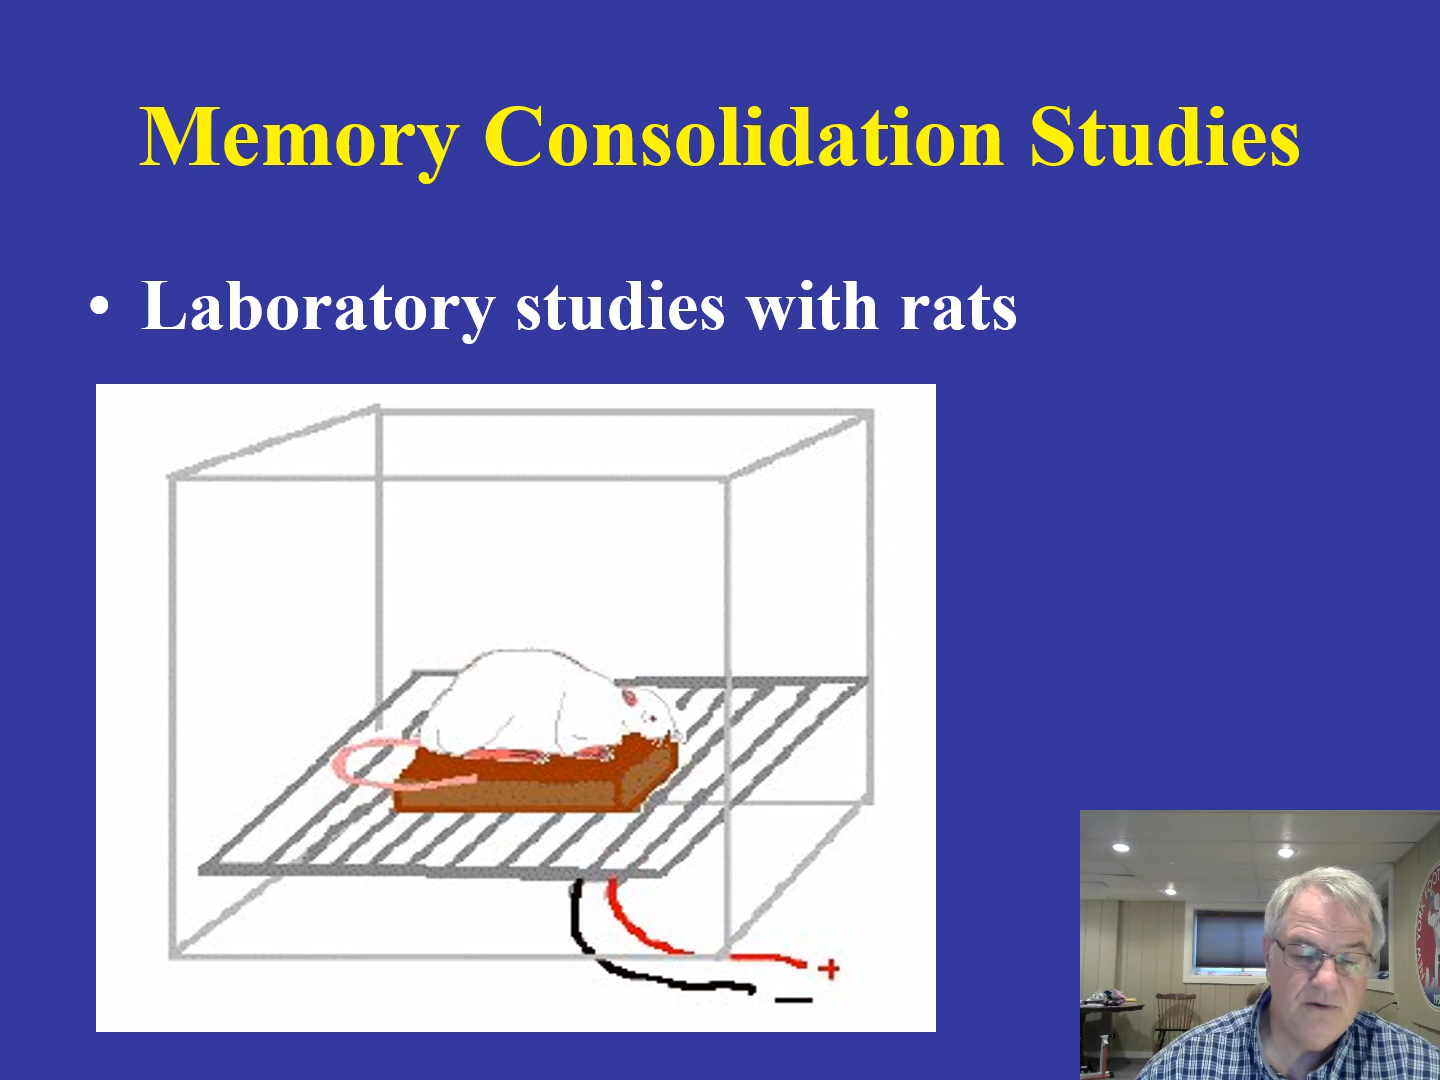 Memory Consolidation Studies
• Laboratory studies with rats
+
—